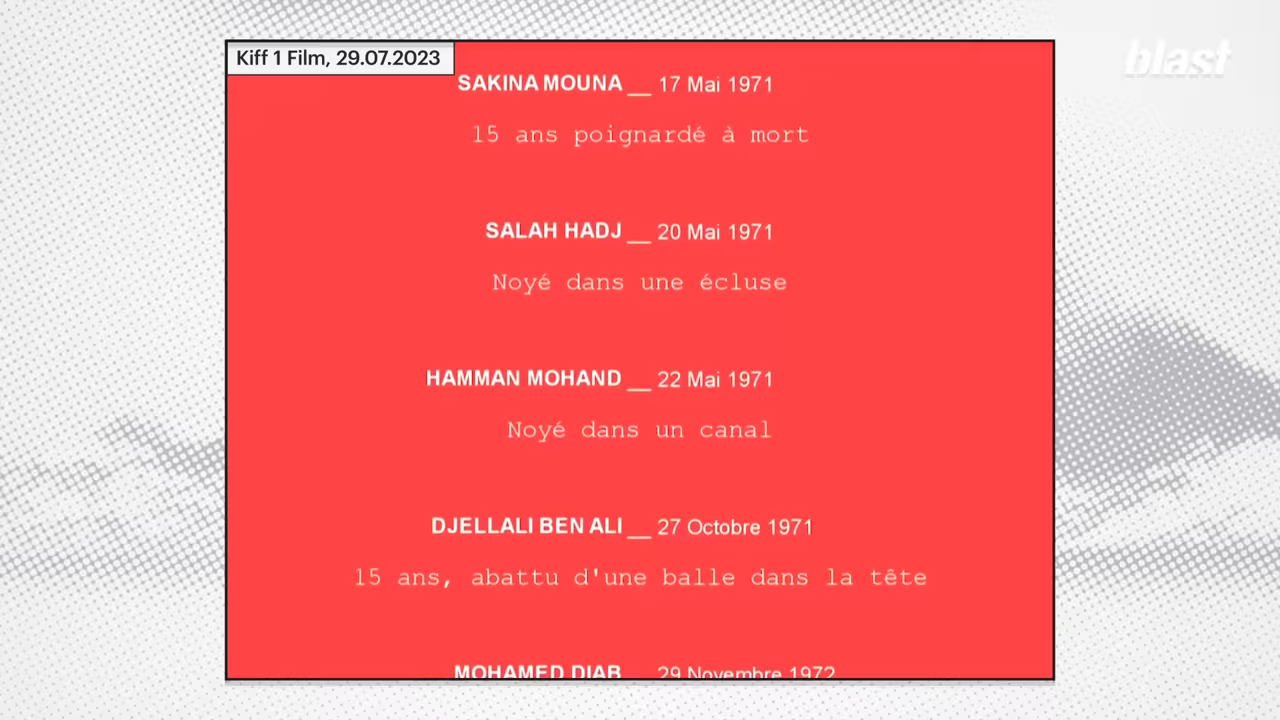 Kiff 1 Film, 29.07.2023
blast
SAKINA MOUNA __ 17 Mai 1971
15 ans poignardé à mort
SALAH HADJ __ 20 Mai 1971
Noyé dans une écluse
HAMMAN MOHAND __ 22 Mai 1971
Noyé dans un canal
DJELLALI BEN ALI __ 27 Octobre 1971
15 ans, abattu d'une balle dans la tête
MOHAMED DIAB __ 29 Novembre 1972